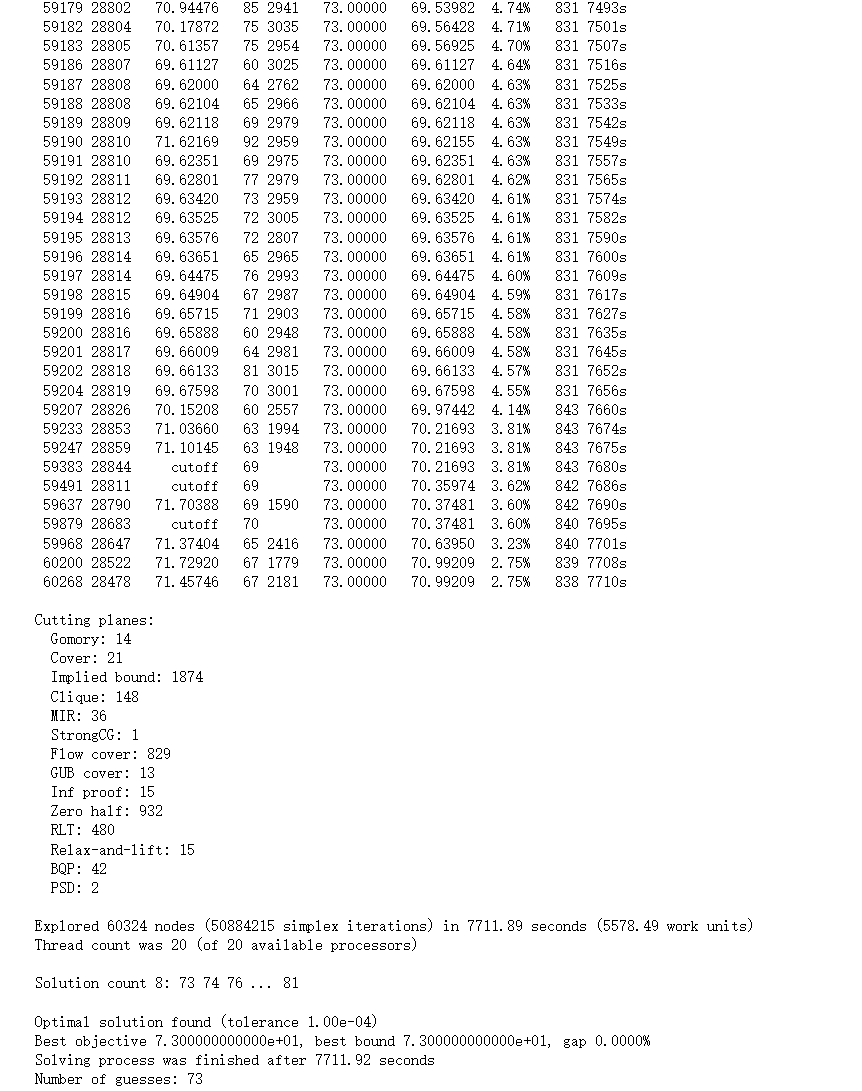 59179 28802 70.94476 85 2941 73.00000 69.53982 4.74% 831 7493s
59182 28804 70.17872 75 3035 73.00000 69.56428 4.71% 831 7501s
59183 28805 70.61357 75 2954 73.00000 69.56925 4.70% 831 7507s
59186 28807 69.61127 60 3025 73.00000 69.61127 4.64% 831 7516s
59187 28808 69.62000 64 2762 73.00000 69.62000 4.63% 831 7525s
59188 28808 69.62104 65 2966 73.00000 69.62104 4.63% 831 7533s
59189 28809 69.62118 69 2979 73.00000 69.62118 4.63% 831 7542s
59190 28810 71.62169 92 2959 73.00000 69.62155 4.63% 831 7549s
59191 28810 69.62351 69 2975 73.00000 69.62351 4.63% 831 7557s
59192 28811 69.62801 77 2979 73.00000 69.62801 4.62% 831 7565s
59193 28812 69.63420 73 2959 73.00000 69.63420 4.61% 831 7574s
59194 28812 69.63525 72 3005 73.00000 69.63525 4.61% 831 7582s
59195 28813 69.63576 72 2807 73.00000 69.63576 4.61% 831 7590s
59196 28814 69.63651 65 2965 73.00000 69.63651 4.61% 831 7600s
59197 28814 69.64475 76 2993 73.00000 69.64475 4.60% 831 7609s
59198 28815 69.64904 67 2987 73.00000 69.64904 4.59% 831 7617s
59199 28816 69.65715 71 2903 73.00000 69.65715 4.58% 831 7627s
59200 28816 69.65888 60 2948 73.00000 69.65888 4.58% 831 7635s
59201 28817 69.66009 64 2981 73.00000 69.66009 4.58% 831 7645s
59202 28818 69.66133 81 3015 73.00000 69.66133 4.57% 831 7652s
59204 28819 69.67598 70 3001 73.00000 69.67598 4.55% 831 7656s
59207 28826 70.15208 60 2557 73.00000 69.97442 4.14% 843 7660s
59233 28853 71.03660 63 1994 73.00000 70.21693 3.81% 843 7674s
59247 28859 71.10145 63 1948 73.00000 70.21693 3.81% 843 7675s
59383 28844 cutoff 69 73.00000 70.21693 3.81% 843 7680s
59491 28811 cutoff 69 73.00000 70.35974 3.62% 842 7686s
59637 28790 71.70388 69 1590 73.00000 70.37481 3.60% 842 7690s
59879 28683 cutoff 70 73.00000 70.37481 3.60% 840 7695s
59968 28647 71.37404 65 2416 73.00000 70.63950 3.23% 840 7701s
60200 28522 71.72920 67 1779 73.00000 70.99209 2.75% 839 7708s
60268 28478 71.45746 67 2181 73.00000 70.99209 2.75% 838 7710s
Cutting planes:
Gomory: 14
Cover: 21
Implied bound: 1874
Clique: 148
MIR: 36
StrongCG: 1
Flow cover: 829
GUB cover: 13
Inf proof: 15
Zero half: 932
RLT: 480
Relax-and-lift: 15
BQP: 42
PSD: 2
Explored 60324 nodes (50884215 simplex iterations) in 7711.89 seconds (5578.49 work units)
Thread count was 20 (of 20 available processors)
Solution count 8: 73 74 76 ... 81
Optimal solution found (tolerance 1.00e-04)
Best objective 7.300000000000e+01, best bound 7.300000000000e+01, gap 0.0000%
Solving process was finished after 7711.92 seconds
Number of guesses: 73